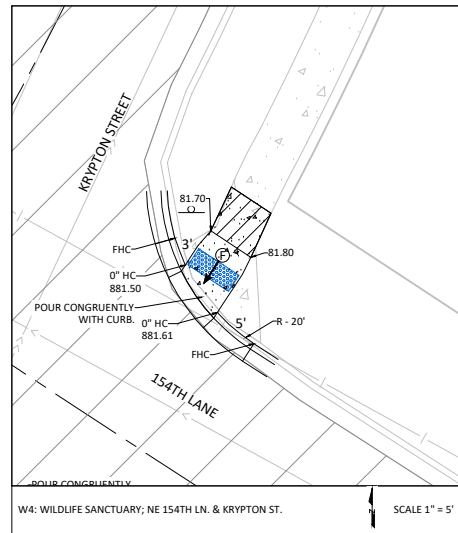 KRYPTON STREET
81.70
3'
FHC
F
81.80
0" HC
881.50
POUR CONGRUENTLY
WITH CURB.
0" HC
881.61
5'
R - 20'
FHC
154TH LANE
POUR CONGRUENTLY
W4: WILDLIFE SANCTUARY; NE 154TH LN. & KRYPTON ST.
SCALE 1" = 5'